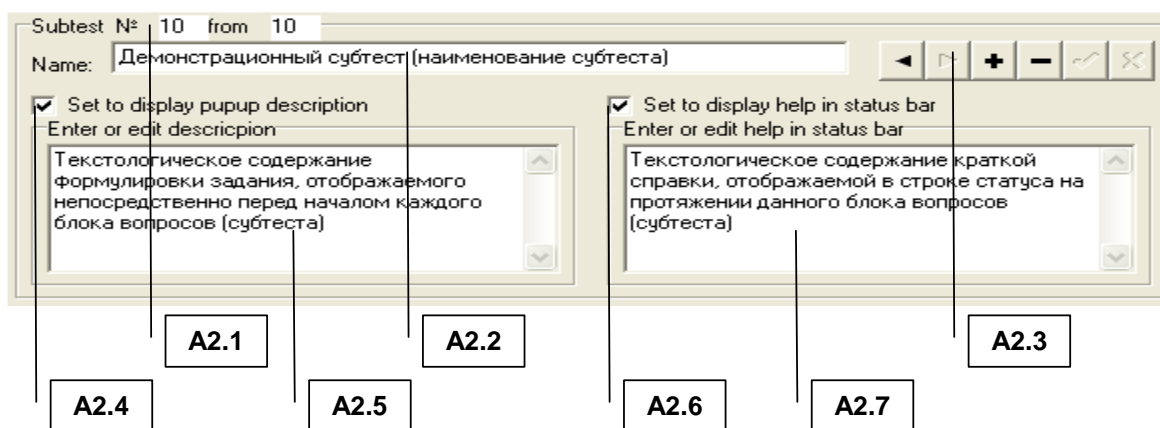 Subtest № 10 from 10
Name: Демонстрационный субтест (наименование субтеста)
Set to display pupup description
Set to display help in status bar
Enter or edit descricpion
Enter or edit help in status bar
Текстологическое содержание
формулировки задания, отображаемого
непосредственно перед началом каждого
блока вопросов (субтеста)
Текстологическое содержание краткой
справки, отображаемой в строке статуса на
протяжении данного блока вопросов
(субтеста)
A2.1
A2.2
A2.3
A2.4
A2.5
A2.6
A2.7